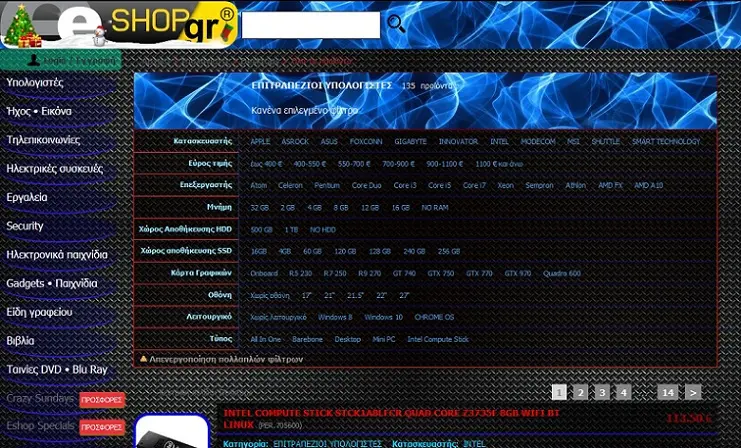 e-SHOP gr®
Login / Εγγραφή
Υπολογιστές
Ήχος • Εικόνα
Τηλεπικοινωνίες
Ηλεκτρικές συσκευές
Εργαλεία
Security
Ηλεκτρονικά παιχνίδια
Gadgets • Παιχνίδια
Είδη γραφείου
Βιβλία
Ταινίες DVD • Blu Ray
Crazy Sundays ΠΡΟΣΦΟΡΕΣ
Eshop Specials ΠΡΟΣΦΟΡΕΣ
ΕΠΙΤΡΑΠΕΖΙΟΙ ΥΠΟΛΟΓΙΣΤΕΣ 135 προϊόντα
Κανένα επιλεγμένο φίλτρο
Κατασκευαστής APPLE ASROCK ASUS FOXCONN GIGABYTE INNOVATOR INTEL MODECOM MSI SHUTTLE SMART TECHNOLOGY
Εύρος τιμής έως 400 € 400-550 € 550-700 € 700-900 € 900-1100 € 1100 € και άνω
Επεξεργαστής Atom Celeron Pentium Core Duo Core i3 Core i5 Core i7 Xeon Sempron Athlon AMD FX AMD A10
Μνήμη 32 GB 2 GB 4 GB 8 GB 12 GB 16 GB NO RAM
Χώρος Αποθήκευσης HDD 500 GB 1 TB NO HDD
Χώρος αποθήκευσης SSD 16GB 4GB 60 GB 120 GB 128 GB 240 GB 256 GB
Κάρτα Γραφικών Onboard R5 230 R7 250 R9 270 GT 740 GTX 750 GTX 770 GTX 970 Quadro 600
Οθόνη Χωρίς οθόνη 17" 21" 21.5" 22" 27"
Λειτουργικό Χωρίς λειτουργικό Windows 8 Windows 10 CHROME OS
Τύπος All In One Barebone Desktop Mini PC Intel Compute Stick
Απενεργοποίηση πολλαπλών φίλτρων
1 2 3 4 ... 14 >
INTEL COMPUTE STICK STCK1A8LFCR QUAD CORE Z3735F 8GB WIFI BT
LINUX (PER.705600)
113.50 €
Κατηγορία: ΕΠΙΤΡΑΠΕΖΙΟΙ ΥΠΟΛΟΓΙΣΤΕΣ Κατασκευαστής: INTEL